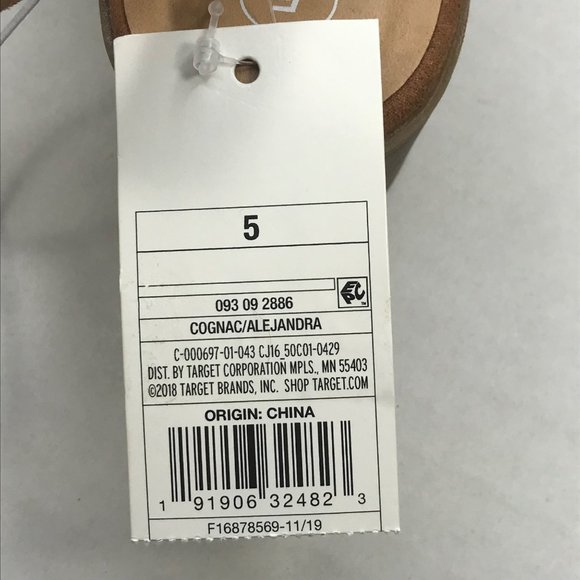 5
093 09 2886
COGNAC/ALEJANDRA
C-000697-01-043 CJ16_50C01-0429
DIST. BY TARGET CORPORATION MPLS., MN 55403
©2018 TARGET BRANDS, INC. SHOP TARGET.COM
ORIGIN: CHINA
1 91906 32482 3
F16878569-11/19